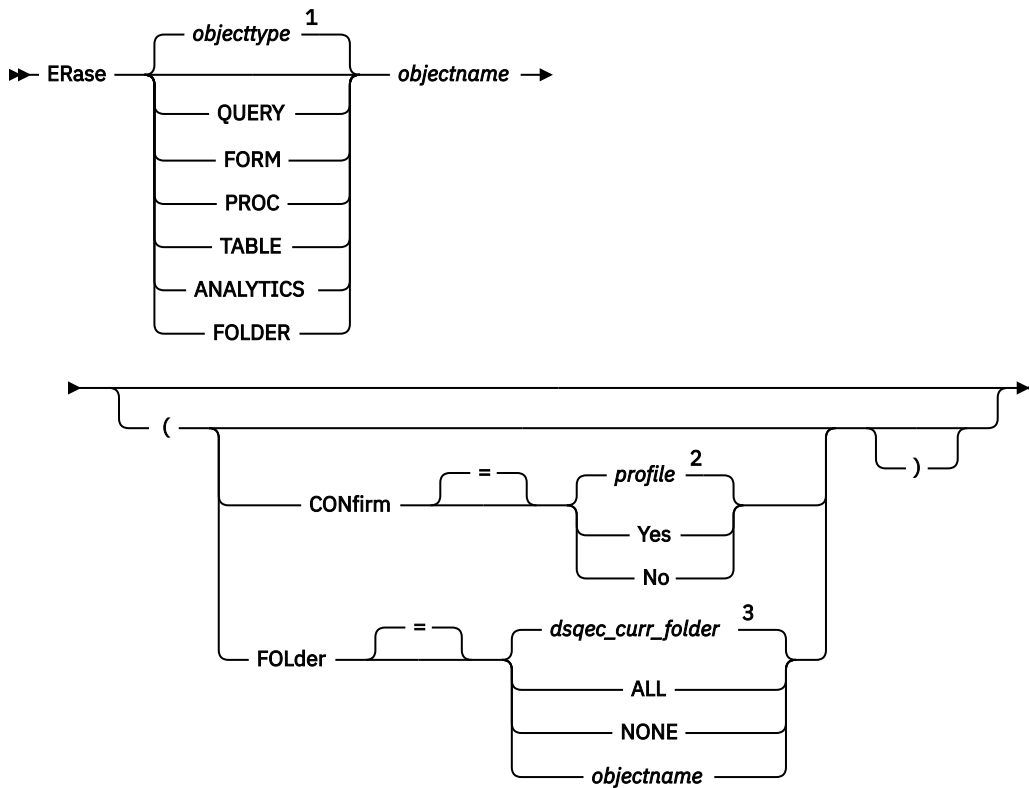 objecttype 1
ERase objectname
QUERY
FORM
PROC
TABLE
ANALYTICS
FOLDER
( )
= profile 2
CONfirm
Yes
No
= dsqec_curr_folder 3
FOLder
ALL
NONE
objectname